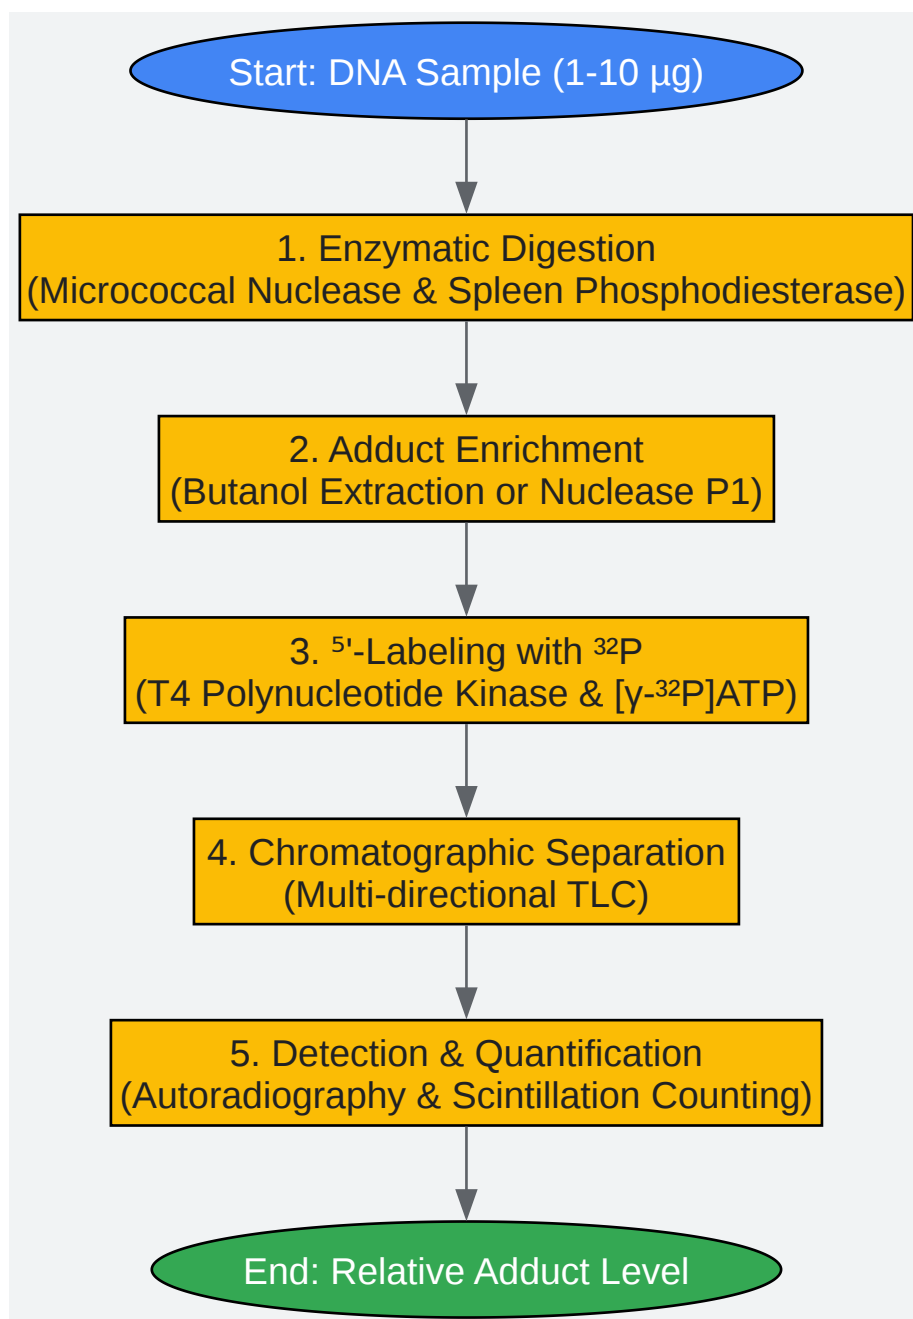 Start: DNA Sample (1-10 µg)
1. Enzymatic Digestion
(Micrococcal Nuclease & Spleen Phosphodiesterase)
2. Adduct Enrichment
(Butanol Extraction or Nuclease P1)
3. ⁵'-Labeling with ³²P
(T4 Polynucleotide Kinase & [γ-³²P]ATP)
4. Chromatographic Separation
(Multi-directional TLC)
5. Detection & Quantification
(Autoradiography & Scintillation Counting)
End: Relative Adduct Level